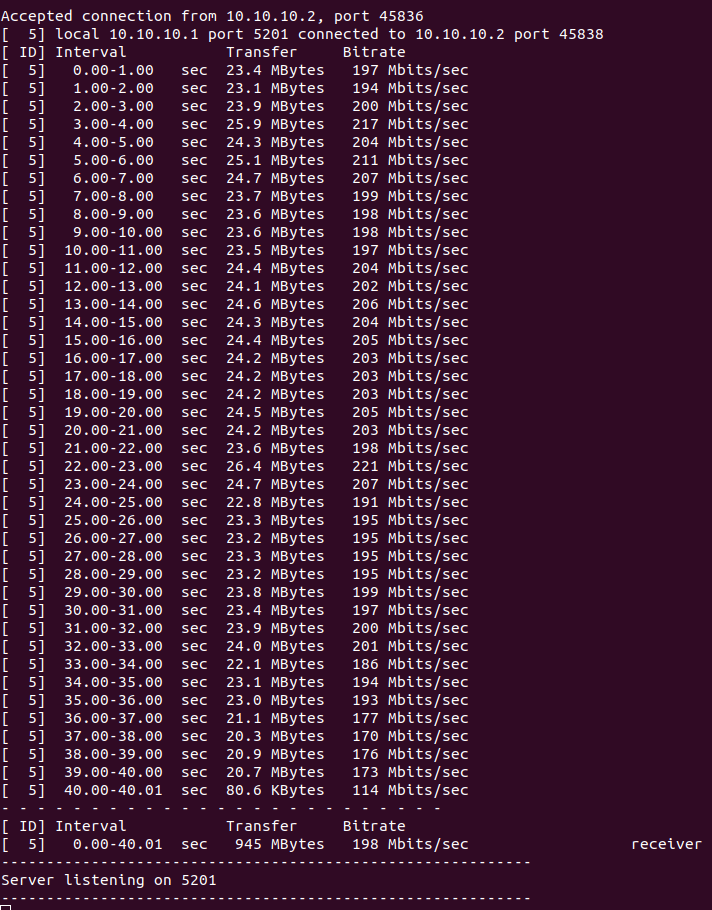 Accepted connection from 10.10.10.2, port 45836
[  5] local 10.10.10.1 port 5201 connected to 10.10.10.2 port 45838
[ ID] Interval           Transfer     Bitrate
[  5]   0.00-1.00   sec  23.4 MBytes   197 Mbits/sec
[  5]   1.00-2.00   sec  23.1 MBytes   194 Mbits/sec
[  5]   2.00-3.00   sec  23.9 MBytes   200 Mbits/sec
[  5]   3.00-4.00   sec  25.9 MBytes   217 Mbits/sec
[  5]   4.00-5.00   sec  24.3 MBytes   204 Mbits/sec
[  5]   5.00-6.00   sec  25.1 MBytes   211 Mbits/sec
[  5]   6.00-7.00   sec  24.7 MBytes   207 Mbits/sec
[  5]   7.00-8.00   sec  23.7 MBytes   199 Mbits/sec
[  5]   8.00-9.00   sec  23.6 MBytes   198 Mbits/sec
[  5]   9.00-10.00  sec  23.6 MBytes   198 Mbits/sec
[  5]  10.00-11.00  sec  23.5 MBytes   197 Mbits/sec
[  5]  11.00-12.00  sec  24.4 MBytes   204 Mbits/sec
[  5]  12.00-13.00  sec  24.1 MBytes   202 Mbits/sec
[  5]  13.00-14.00  sec  24.6 MBytes   206 Mbits/sec
[  5]  14.00-15.00  sec  24.3 MBytes   204 Mbits/sec
[  5]  15.00-16.00  sec  24.4 MBytes   205 Mbits/sec
[  5]  16.00-17.00  sec  24.2 MBytes   203 Mbits/sec
[  5]  17.00-18.00  sec  24.2 MBytes   203 Mbits/sec
[  5]  18.00-19.00  sec  24.2 MBytes   203 Mbits/sec
[  5]  19.00-20.00  sec  24.5 MBytes   205 Mbits/sec
[  5]  20.00-21.00  sec  24.2 MBytes   203 Mbits/sec
[  5]  21.00-22.00  sec  23.6 MBytes   198 Mbits/sec
[  5]  22.00-23.00  sec  26.4 MBytes   221 Mbits/sec
[  5]  23.00-24.00  sec  24.7 MBytes   207 Mbits/sec
[  5]  24.00-25.00  sec  22.8 MBytes   191 Mbits/sec
[  5]  25.00-26.00  sec  23.3 MBytes   195 Mbits/sec
[  5]  26.00-27.00  sec  23.2 MBytes   195 Mbits/sec
[  5]  27.00-28.00  sec  23.3 MBytes   195 Mbits/sec
[  5]  28.00-29.00  sec  23.2 MBytes   195 Mbits/sec
[  5]  29.00-30.00  sec  23.8 MBytes   199 Mbits/sec
[  5]  30.00-31.00  sec  23.4 MBytes   197 Mbits/sec
[  5]  31.00-32.00  sec  23.9 MBytes   200 Mbits/sec
[  5]  32.00-33.00  sec  24.0 MBytes   201 Mbits/sec
[  5]  33.00-34.00  sec  22.1 MBytes   186 Mbits/sec
[  5]  34.00-35.00  sec  23.1 MBytes   194 Mbits/sec
[  5]  35.00-36.00  sec  23.0 MBytes   193 Mbits/sec
[  5]  36.00-37.00  sec  21.1 MBytes   177 Mbits/sec
[  5]  37.00-38.00  sec  20.3 MBytes   170 Mbits/sec
[  5]  38.00-39.00  sec  20.9 MBytes   176 Mbits/sec
[  5]  39.00-40.00  sec  20.7 MBytes   173 Mbits/sec
[  5]  40.00-40.01  sec  80.6 KBytes   114 Mbits/sec
- - - - - - - - - - - - - - - - - - - - - - - - -
[ ID] Interval           Transfer     Bitrate
[  5]   0.00-40.01  sec   945 MBytes   198 Mbits/sec                  receiver
-----------------------------------------------------------
Server listening on 5201
-----------------------------------------------------------